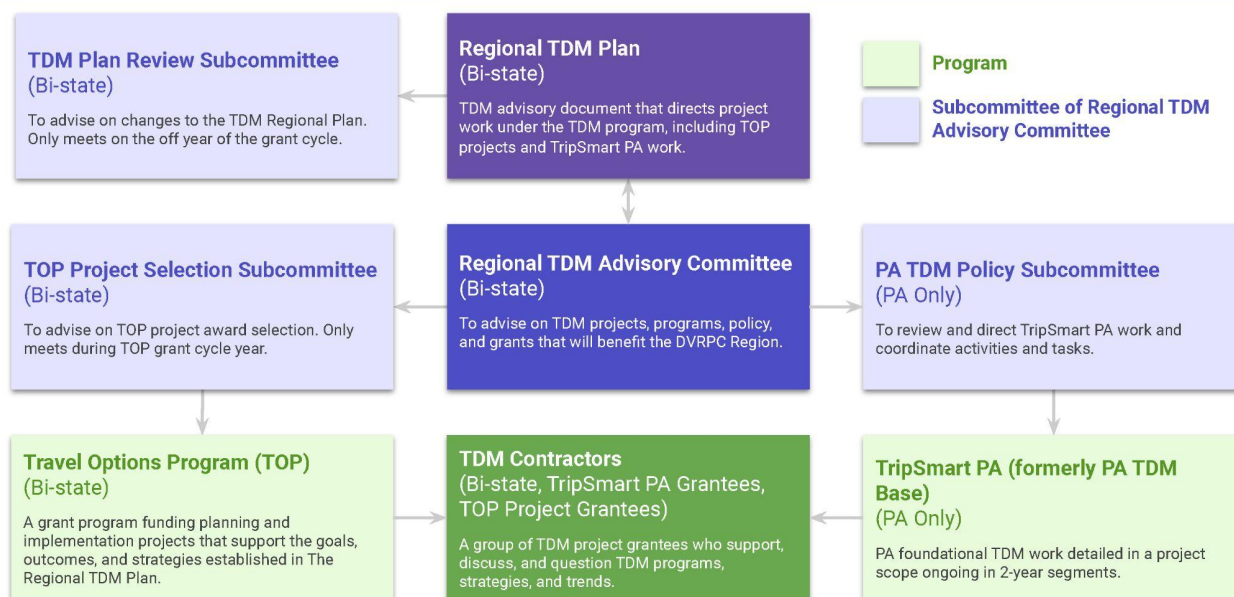 TDM Plan Review Subcommittee
(Bi-state)
To advise on changes to the TDM Regional Plan.
Only meets on the off year of the grant cycle.
Regional TDM Plan
(Bi-state)
TDM advisory document that directs project
work under the TDM program, including TOP
projects and TripSmart PA work.
Program
Subcommittee of Regional TDM
Advisory Committee
TOP Project Selection Subcommittee
(Bi-state)
To advise on TOP project award selection. Only
meets during TOP grant cycle year.
Regional TDM Advisory Committee
(Bi-state)
To advise on TDM projects, programs, policy,
and grants that will benefit the DVRPC Region.
PA TDM Policy Subcommittee
(PA Only)
To review and direct TripSmart PA work and
coordinate activities and tasks.
Travel Options Program (TOP)
(Bi-state)
A grant program funding planning and
implementation projects that support the goals,
outcomes, and strategies established in The
Regional TDM Plan.
TDM Contractors
(Bi-state, TripSmart PA Grantees,
TOP Project Grantees)
A group of TDM project grantees who support,
discuss, and question TDM programs,
strategies, and trends.
TripSmart PA (formerly PA TDM
Base)
(PA Only)
PA foundational TDM work detailed in a project
scope ongoing in 2-year segments.